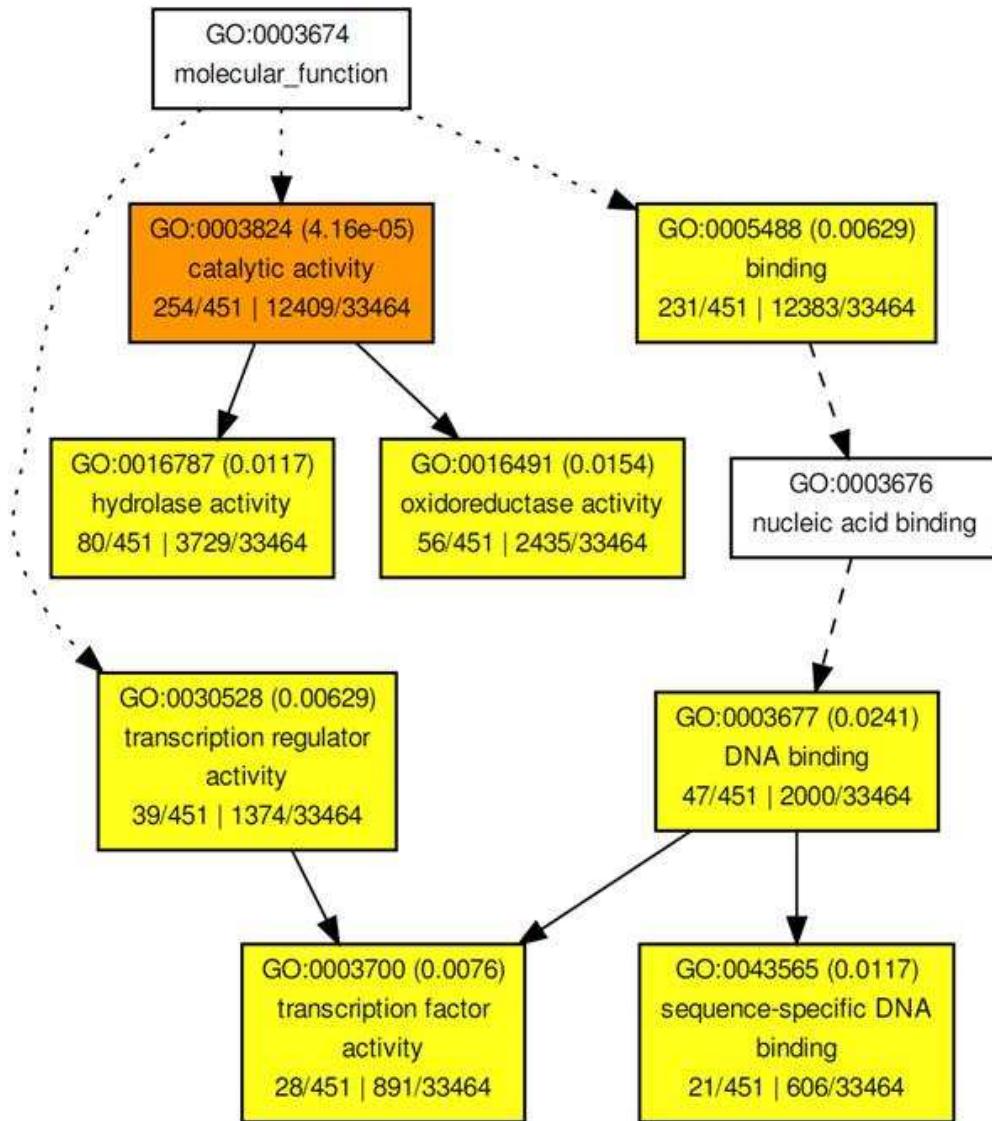 GO:0003674
molecular_function
GO:0003824 (4.16e-05)
catalytic activity
254/451 | 12409/33464
GO:0005488 (0.00629)
binding
231/451 | 12383/33464
GO:0016787 (0.0117)
hydrolase activity
80/451 | 3729/33464
GO:0016491 (0.0154)
oxidoreductase activity
56/451 | 2435/33464
GO:0003676
nucleic acid binding
GO:0030528 (0.00629)
transcription regulator
activity
39/451 | 1374/33464
GO:0003677 (0.0241)
DNA binding
47/451 | 2000/33464
GO:0003700 (0.0076)
transcription factor
activity
28/451 | 891/33464
GO:0043565 (0.0117)
sequence-specific DNA
binding
21/451 | 606/33464